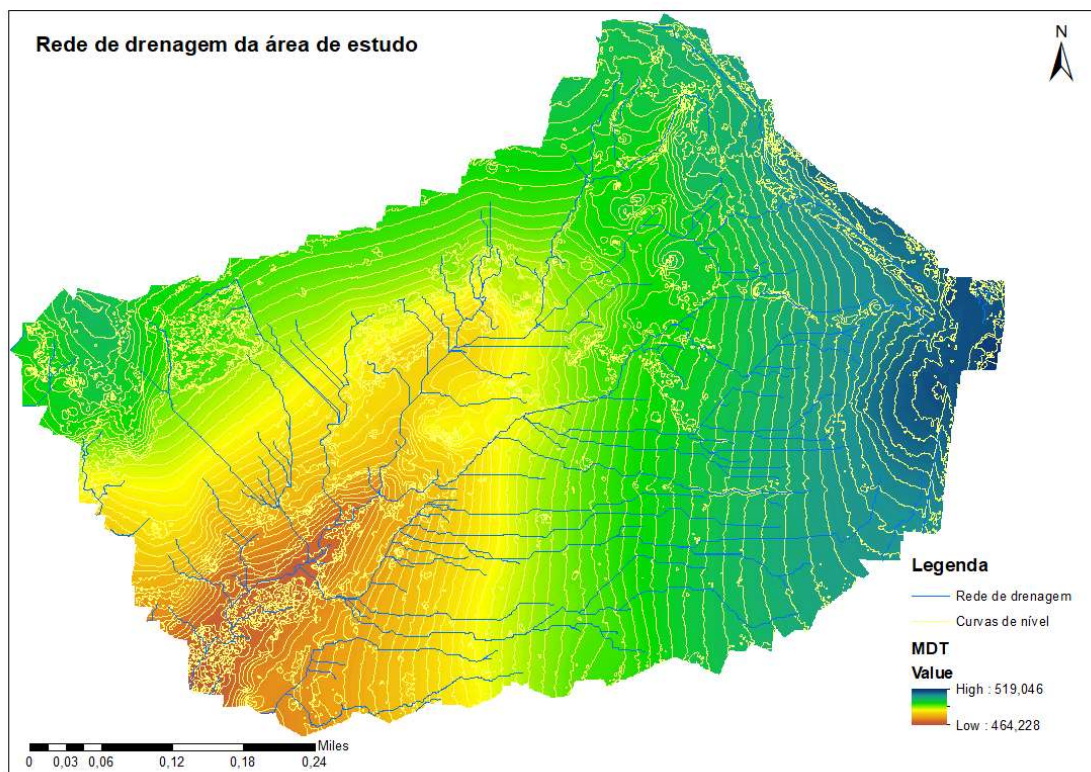 Rede de drenagem da área de estudo
N
Legenda
Rede de drenagem
Curvas de nível
MDT
Value
High : 519,046
Low : 464,228
Miles
0 0,03 0,06 0,12 0,18 0,24